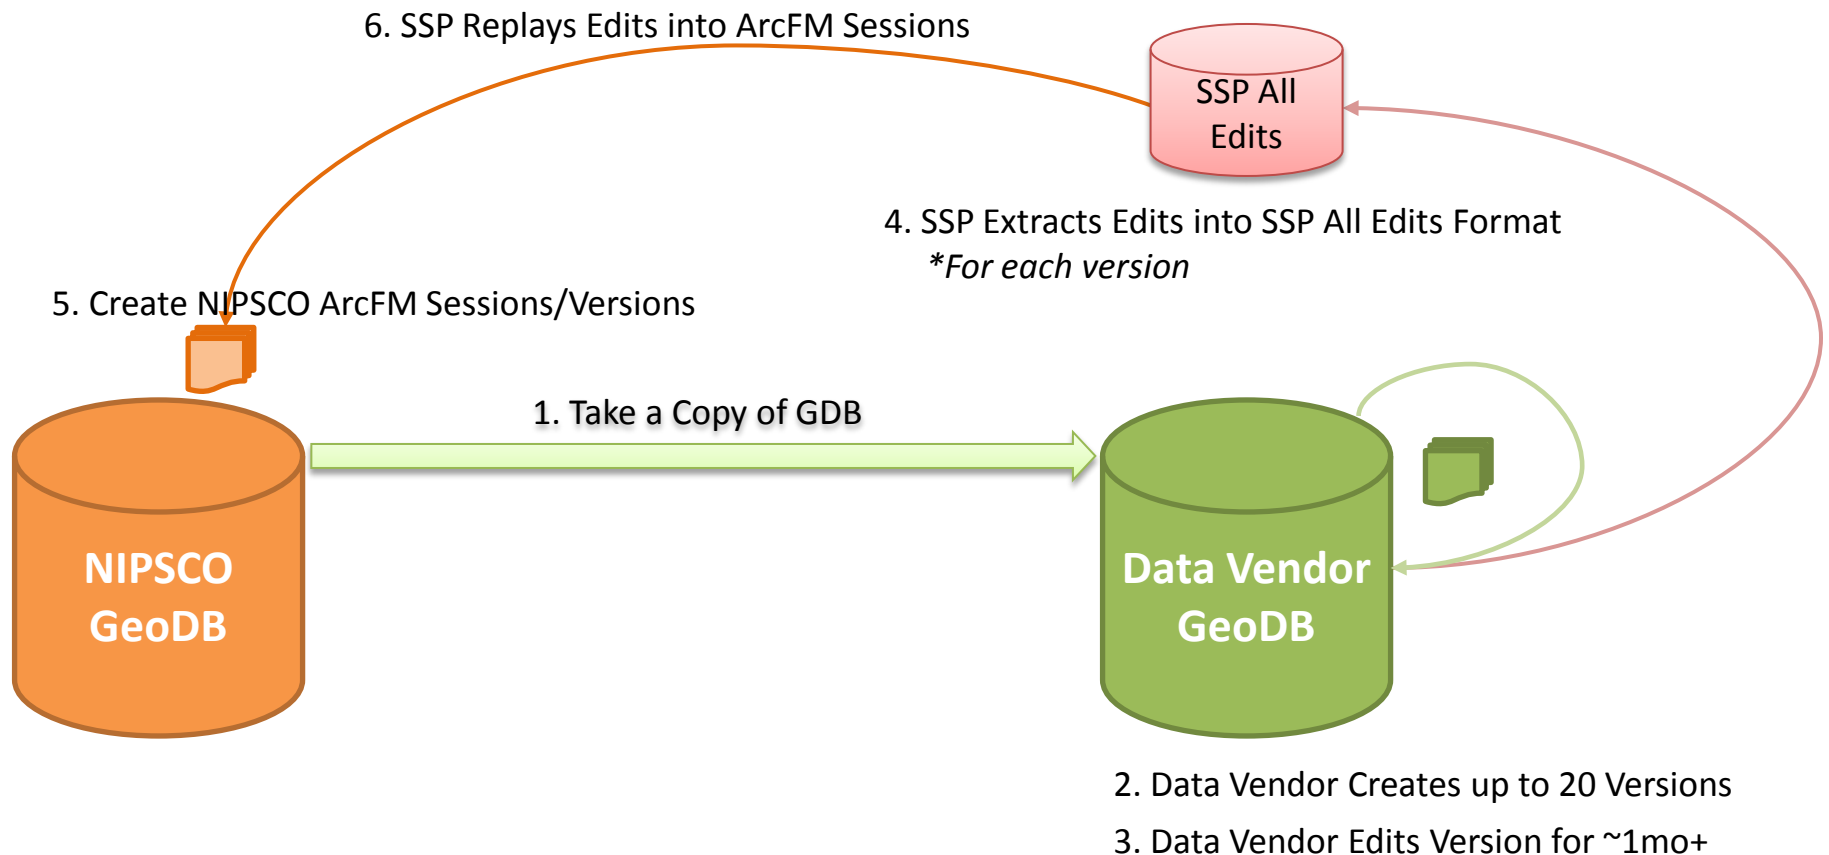 6. SSP Replays Edits into ArcFM Sessions
SSP All
Edits
4. SSP Extracts Edits into SSP All Edits Format
*For each version
5. Create NIPSCO ArcFM Sessions/Versions
1. Take a Copy of GDB
NIPSCO
GeoDB
Data Vendor
GeoDB
2. Data Vendor Creates up to 20 Versions
3. Data Vendor Edits Version for ~1mo+